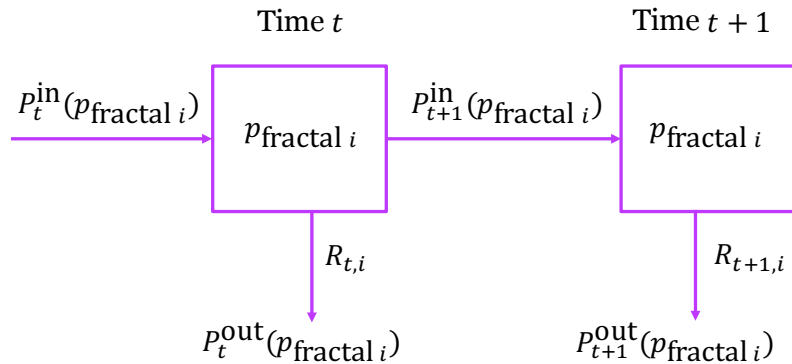 Time t Time t + 1
P_t^in(p_fractal i) P_{t+1}^in(p_fractal i)
p_fractal i p_fractal i
R_{t,i} R_{t+1,i}
P_t^out(p_fractal i) P_{t+1}^out(p_fractal i)